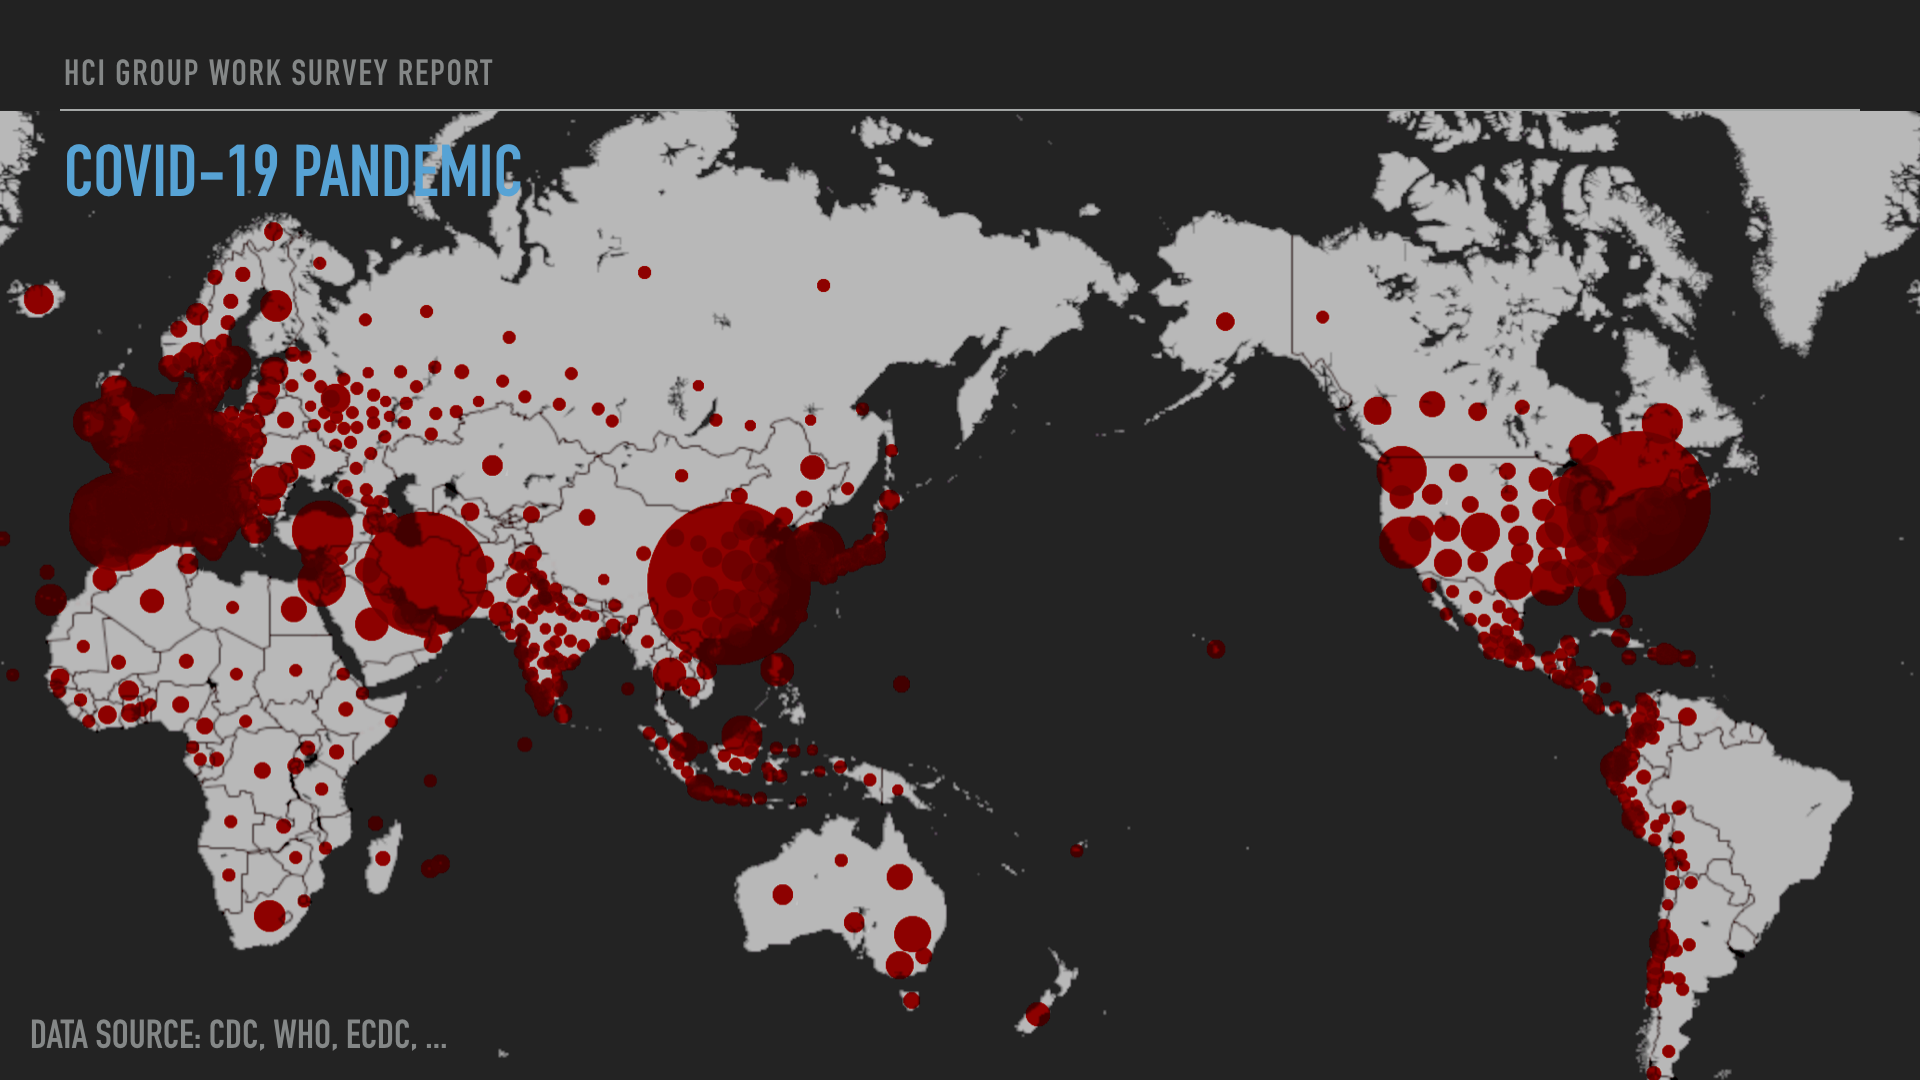 HCI GROUP WORK SURVEY REPORT
COVID-19 PANDEMIC
DATA SOURCE: CDC, WHO, ECDC, ...